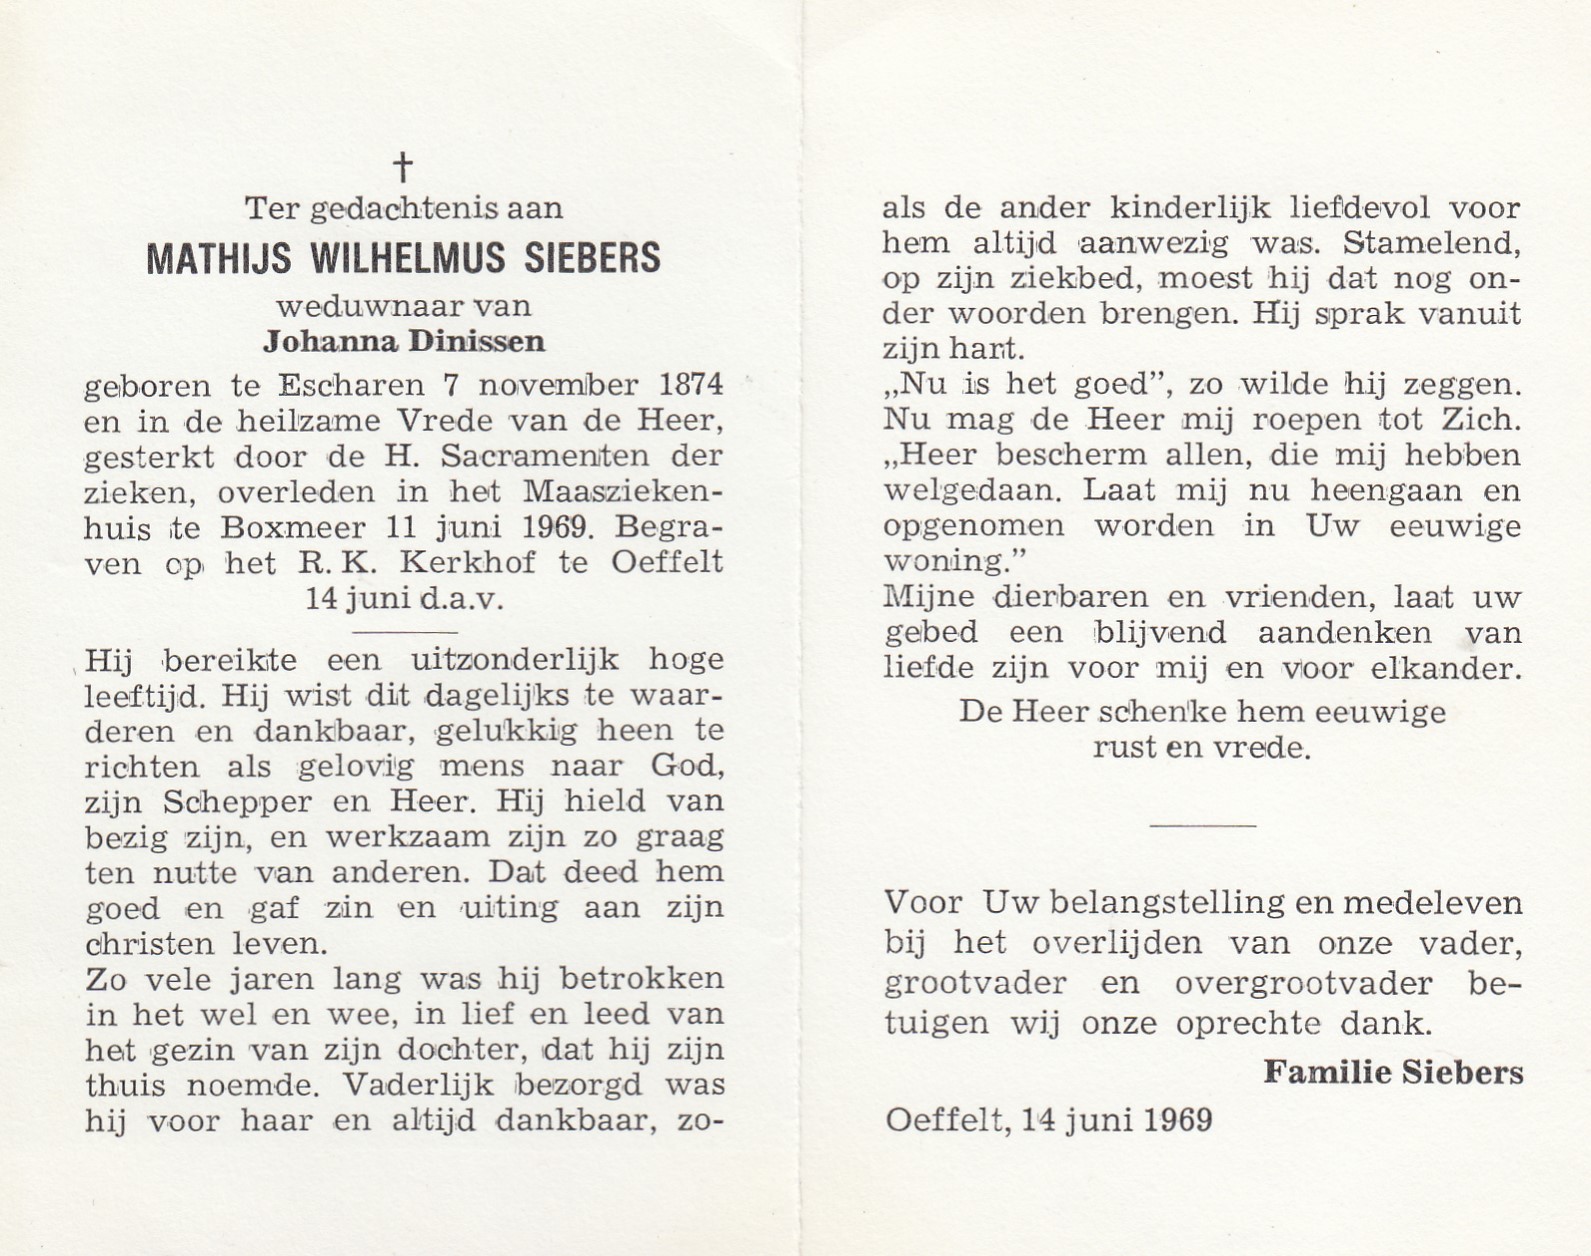 †
Ter gedachtenis aan
MATHIJS WILHELMUS SIEBERS
weduwnaar van
Johanna Dinissen
geboren te Escharen 7 november 1874
en in de heilzame Vrede van de Heer,
gesterkt door de H. Sacramenten der
zieken, overleden in het Maaszieken-
huis te Boxmeer 11 juni 1969. Begra-
ven op het R. K. Kerkhof te Oeffelt
14 juni d.a.v.
Hij bereikte een uitzonderlijk hoge
leeftijd. Hij wist dit dagelijks te waar-
deren en dankbaar, gelukkig heen te
richten als gelovig mens naar God,
zijn Schepper en Heer. Hij hield van
bezig zijn, en werkzaam zijn zo graag
ten nutte van anderen. Dat deed hem
goed en gaf zin en uiting aan zijn
christen leven.
Zo vele jaren lang was hij betrokken
in het wel en wee, in lief en leed van
het gezin van zijn dochter, dat hij zijn
thuis noemde. Vaderlijk bezorgd was
hij voor haar en altijd dankbaar, zo-
als de ander kinderlijk liefdevol voor
hem altijd aanwezig was. Stamelend,
op zijn ziekbed, moest hij dat nog on-
der woorden brengen. Hij sprak vanuit
zijn hart.
„Nu is het goed”, zo wilde hij zeggen.
Nu mag de Heer mij roepen tot Zich.
„Heer bescherm allen, die mij hebben
welgedaan. Laat mij nu heengaan en
opgenomen worden in Uw eeuwige
woning.”
Mijne dierbaren en vrienden, laat uw
gebed een blijvend aandenken van
liefde zijn voor mij en voor elkander.
De Heer schenke hem eeuwige
rust en vrede.
Voor Uw belangstelling en medeleven
bij het overlijden van onze vader,
grootvader en overgrootvader be-
tuigen wij onze oprechte dank.
Familie Siebers
Oeffelt, 14 juni 1969